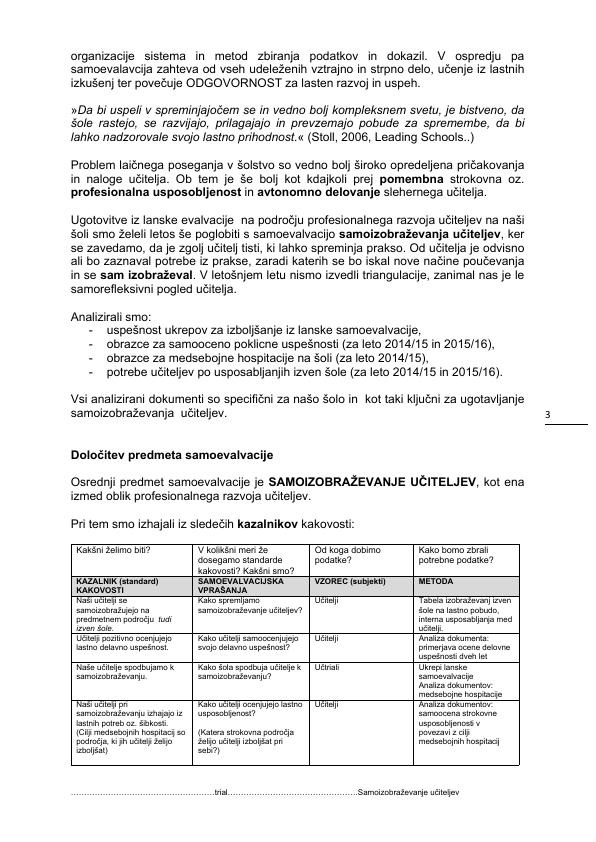 organizacije sistema in metod zbiranja podatkov in dokazil. V ospredju pa
samoevalavcija zahteva od vseh udeleženih vztrajno in strpno delo, učenje iz lastnih
izkušenj ter povečuje ODGOVORNOST za lasten razvoj in uspeh.
»Da bi uspeli v spreminjajočem se in vedno bolj kompleksnem svetu, je bistveno, da
šole rastejo, se razvijajo, prilagajajo in prevzemajo pobude za spremembe, da bi
lahko nadzorovale svojo lastno prihodnost.« (Stoll, 2006, Leading Schools..)
Problem laičnega poseganja v šolstvo so vedno bolj široko opredeljena pričakovanja
in naloge učitelja. Ob tem je še bolj kot kdajkoli prej pomembna strokovna oz.
profesionalna usposobljenost in avtonomno delovanje slehernega učitelja.
Ugotovitve iz lanske evalvacije na področju profesionalnega razvoja učiteljev na naši
šoli smo želeli letos še poglobiti s samoevalvacijo samoizobraževanja učiteljev, ker
se zavedamo, da je zgolj učitelj tisti, ki lahko spreminja prakso. Od učitelja je odvisno
ali bo zaznaval potrebe iz prakse, zaradi katerih se bo iskal nove načine poučevanja
in se sam izobraževal. V letošnjem letu nismo izvedli triangulacije, zanimal nas je le
samorefleksivni pogled učitelja.
Analizirali smo:
- uspešnost ukrepov za izboljšanje iz lanske samoevalvacije,
- obrazce za samooceno poklicne uspešnosti (za leto 2014/15 in 2015/16),
- obrazce za medsebojne hospitacije na šoli (za leto 2014/15),
- potrebe učiteljev po usposabljanjih izven šole (za leto 2014/15 in 2015/16).
Vsi analizirani dokumenti so specifični za našo šolo in kot taki ključni za ugotavljanje
samoizobraževanja učiteljev.
3
Določitev predmeta samoevalvacije
Osrednji predmet samoevalvacije je SAMOIZOBRAŽEVANJE UČITELJEV, kot ena
izmed oblik profesionalnega razvoja učiteljev.
Pri tem smo izhajali iz sledečih kazalnikov kakovosti:
Kakšni želimo biti?
V kolikšni meri že
dosegamo standarde
kakovosti? Kakšni smo?
Od koga dobimo
podatke?
Kako bomo zbrali
potrebne podatke?
KAZALNIK (standard)
KAKOVOSTI
SAMOEVALVACIJSKA
VPRAŠANJA
VZOREC (subjekti)
METODA
Naši učitelji se
samoizobražujejo na
predmetnem področju tudi
izven šole.
Kako spremljamo
samoizobraževanje učiteljev?
Učitelji
Tabela izobraževanj izven
šole na lastno pobudo,
interna usposabljanja med
učitelji.
Učitelji pozitivno ocenjujejo
lastno delavno uspešnost.
Kako učitelji samoocenjujejo
svojo delavno uspešnost?
Učitelji
Analiza dokumenta:
primerjava ocene delovne
uspešnosti dveh let
Naše učitelje spodbujamo k
samoizobraževanju.
Kako šola spodbuja učitelje k
samoizobraževanju?
Učtriali
Ukrepi lanske
samoevalvacije
Analiza dokumentov:
medsebojne hospitacije
Naši učitelji pri
samoizobraževanju izhajajo iz
lastnih potreb oz. šibkosti.
(Cilji medsebojnih hospitacij so
področja, ki jih učitelji želijo
izboljšat)
Kako učitelji ocenjujejo lastno
usposobljenost?
(Katera strokovna področja
želijo učitelji izboljšat pri
sebi?)
Učitelji
Analiza dokumentov:
samoocena strokovne
usposobljenosti v
povezavi z cilji
medsebojnih hospitacij
……………………………………………….trial…………………………………………..Samoizobraževanje učiteljev